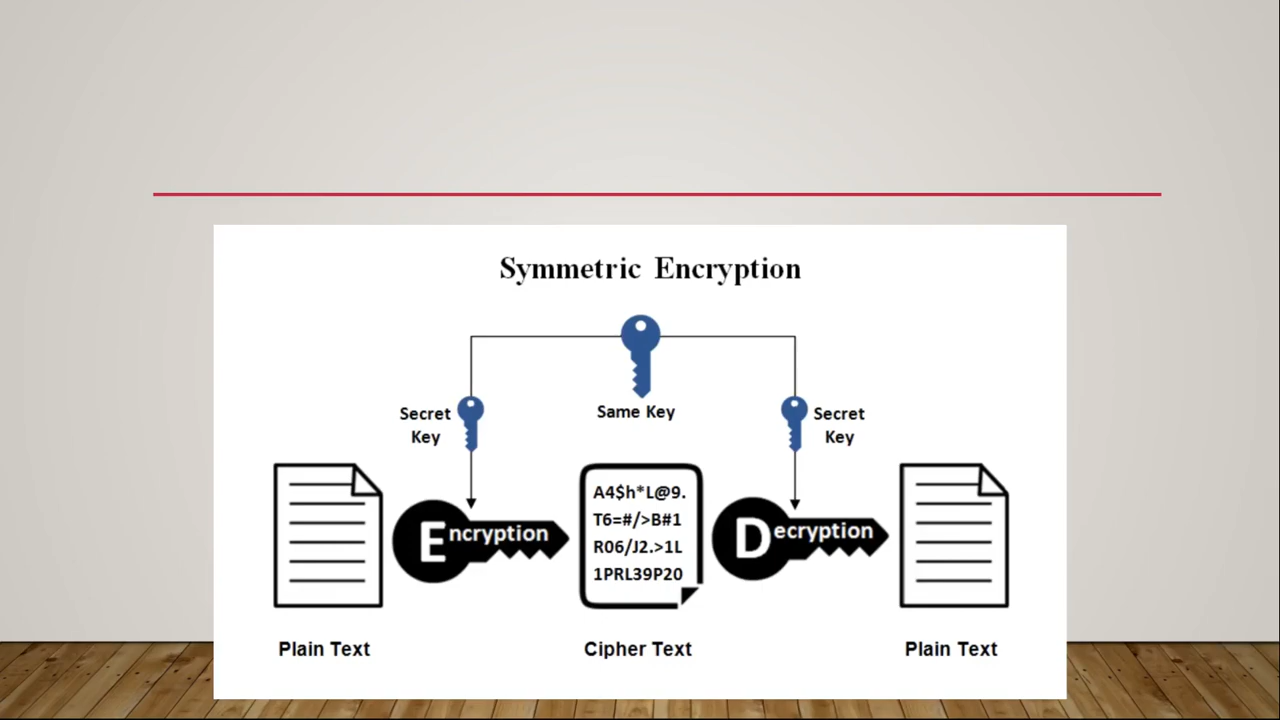 Symmetric Encryption
Same Key
Secret
Key
Secret
Key
Encryption
A4$h*L@9.
T6=#/>B#1
R06/J2.>1L
1PRL39P20
Decryption
Plain Text
Cipher Text
Plain Text